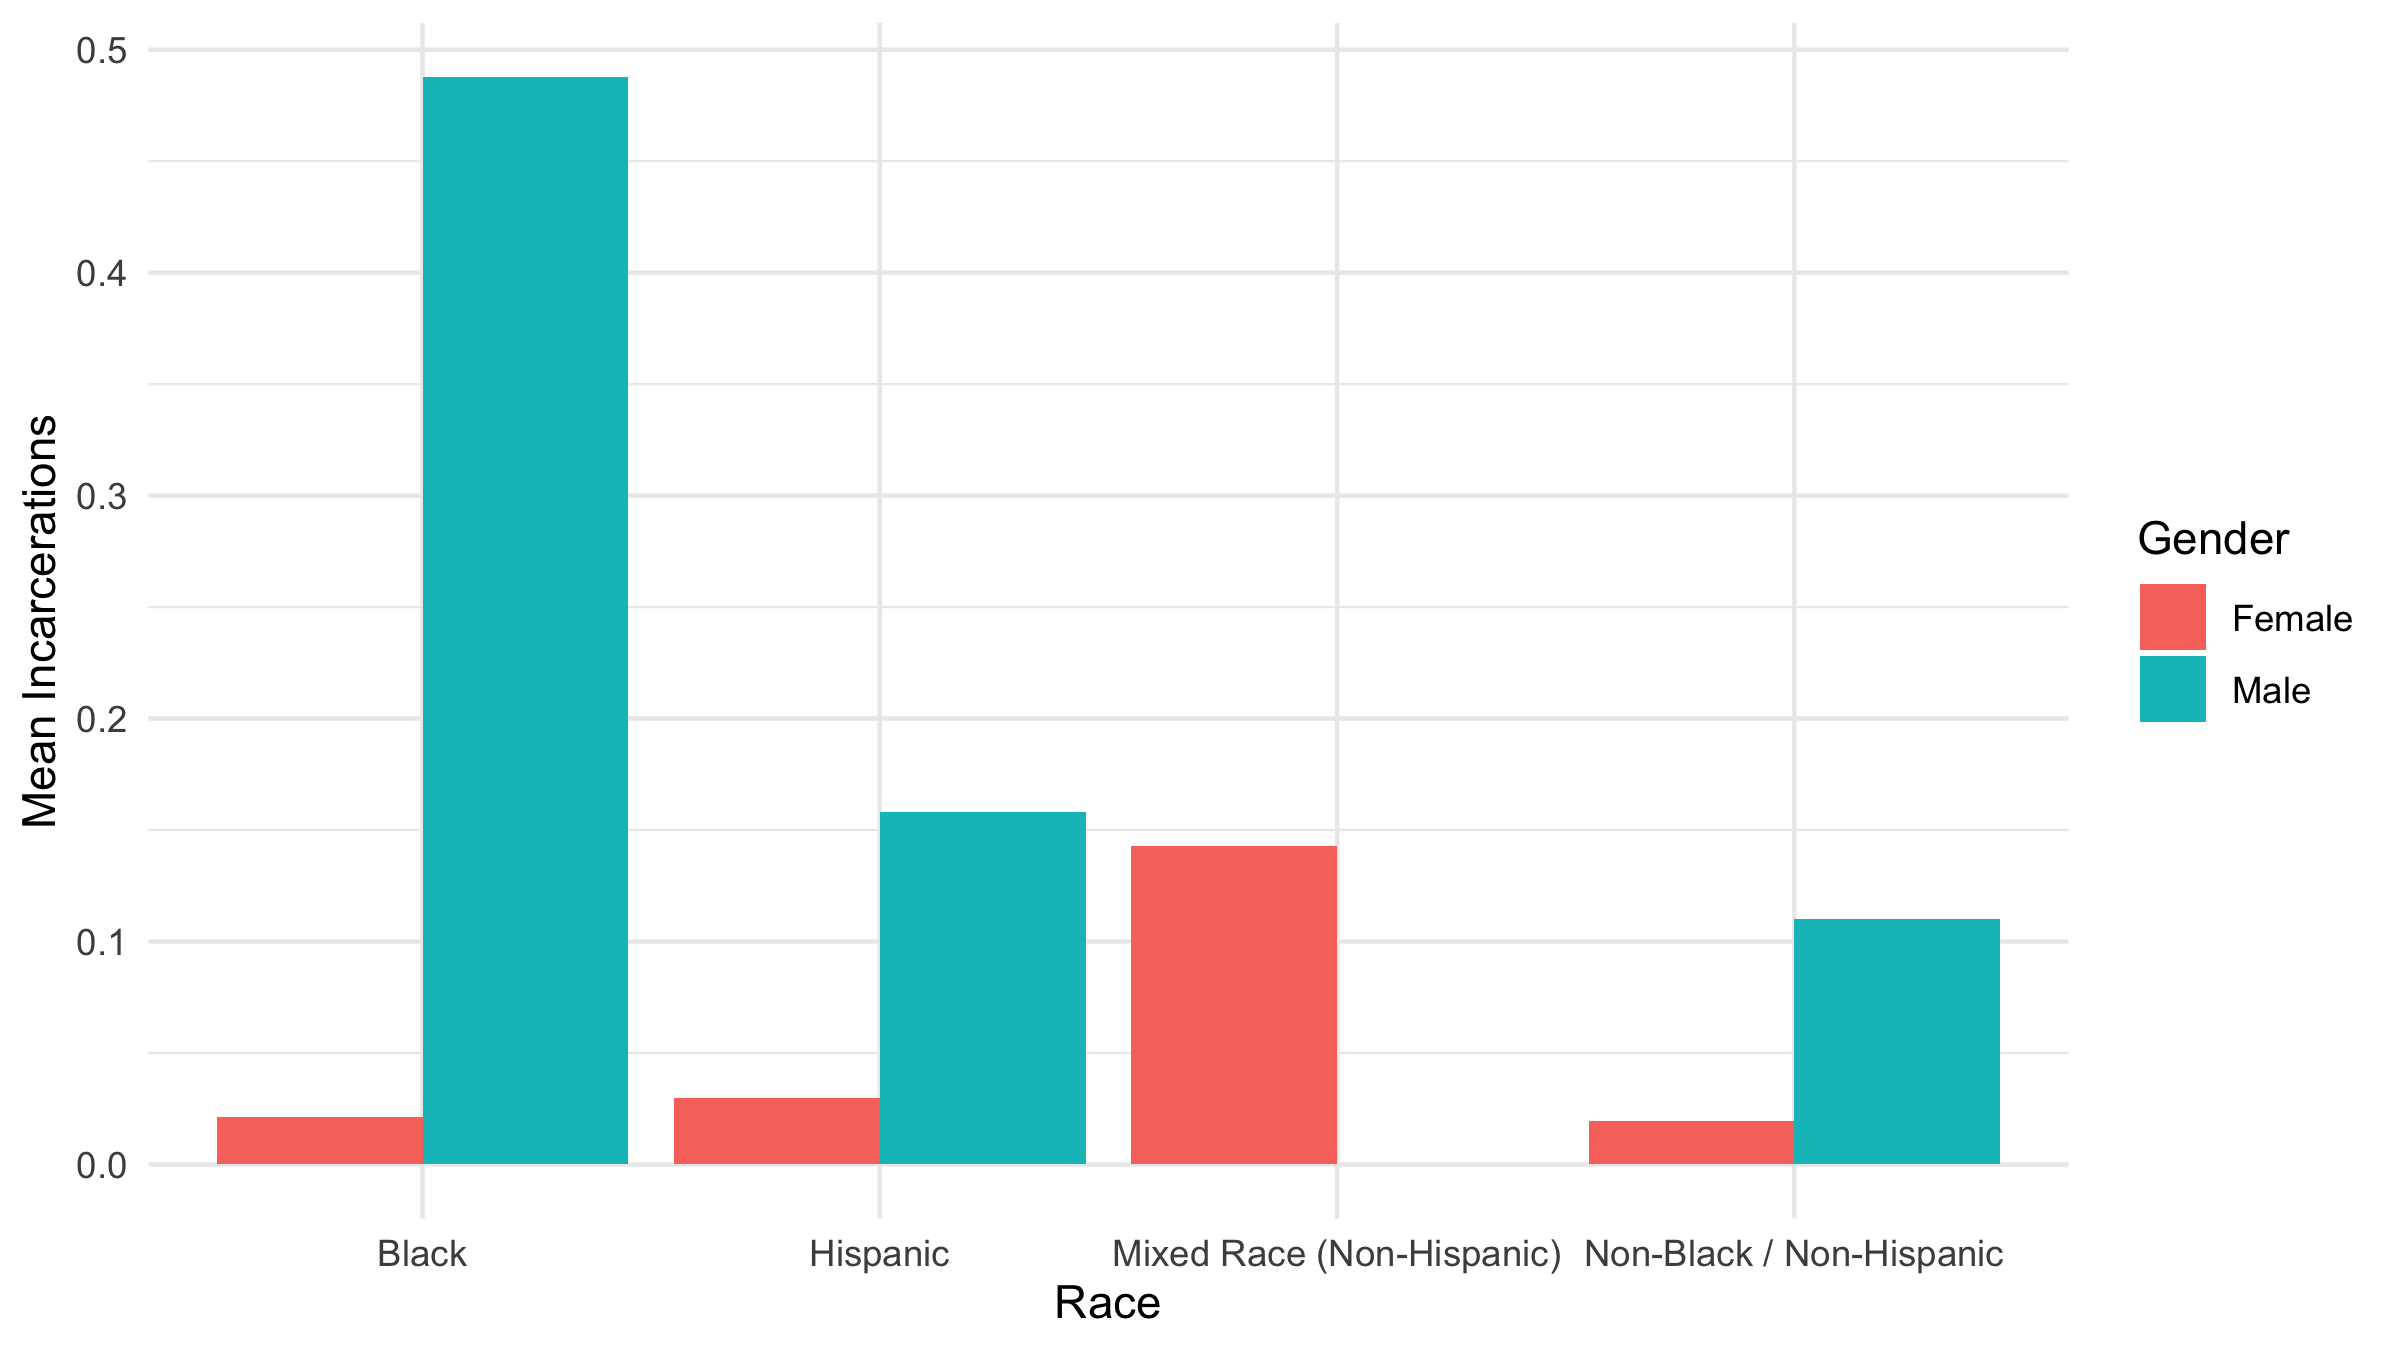 0.5
0.4
0.3
0.2
0.1
0.0
Mean Incarcerations
Black
Hispanic
Mixed Race (Non-Hispanic)
Non-Black / Non-Hispanic
Race
Gender
Female
Male